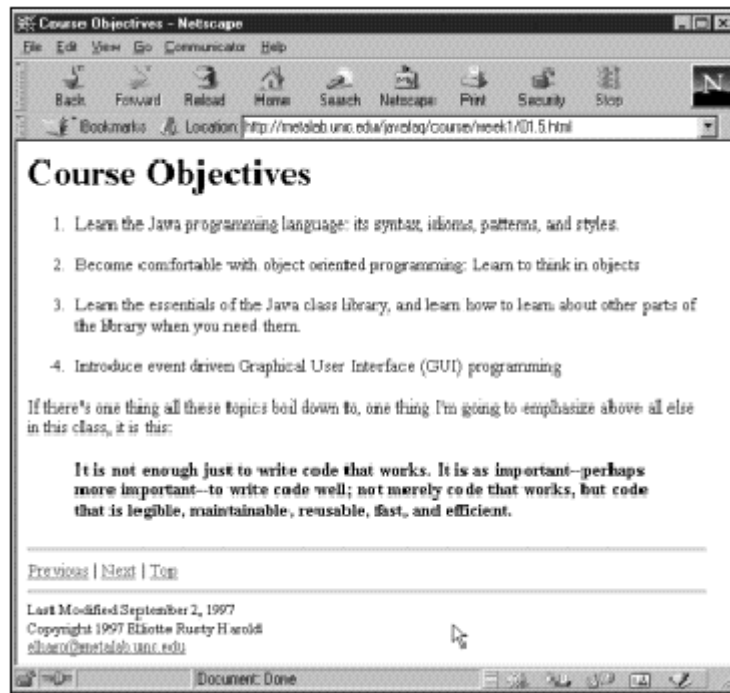 Course Objectives - Netscape
File Edit View Go Communicator Help
Back Forward Reload Home Search Netscape Print Security Stop
N
Bookmarks Location: http://metalab.unc.edu/javafaq/course/week1/01.5.html
Course Objectives
1. Learn the Java programming language: its syntax, idioms, patterns, and styles.
2. Become comfortable with object oriented programming: Learn to think in objects
3. Learn the essentials of the Java class library, and learn how to learn about other parts of
the library when you need them.
4. Introduce event driven Graphical User Interface (GUI) programming
If there's one thing all these topics boil down to, one thing I'm going to emphasize above all else
in this class, it is this:
It is not enough just to write code that works. It is as important--perhaps
more important--to write code well; not merely code that works, but code
that is legible, maintainable, reusable, fast, and efficient.
Previous | Next | Top
Last Modified September 2, 1997
Copyright 1997 Elliotte Rusty Harold
elharo@metalab.unc.edu
Document: Done